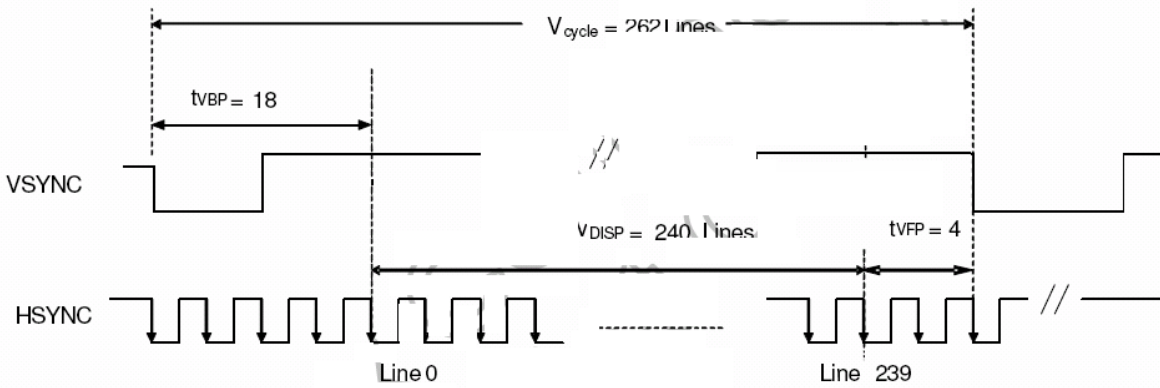 Vcycle = 262 Lines
tVBP = 18
VSYNC
VDISP = 240 Lines
tVFP = 4
HSYNC
Line 0
Line 239